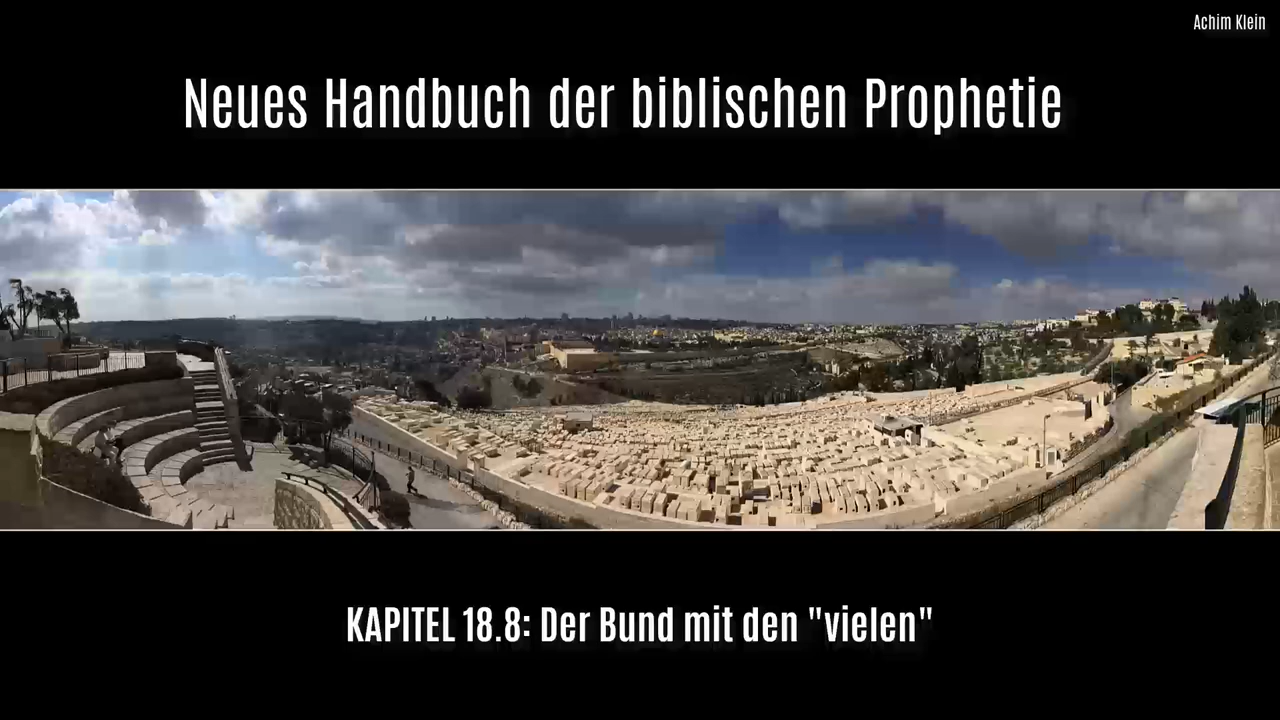 Achim Klein
Neues Handbuch der biblischen Prophetie
KAPITEL 18.8: Der Bund mit den "vielen"